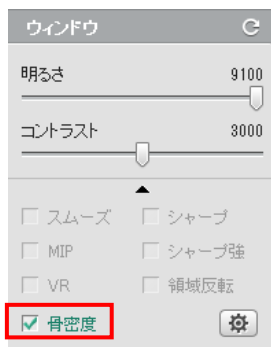 ウィンドウ
明るさ 9100
コントラスト 3000
スムーズ シャープ
MIP シャープ強
VR 領域反転
骨密度